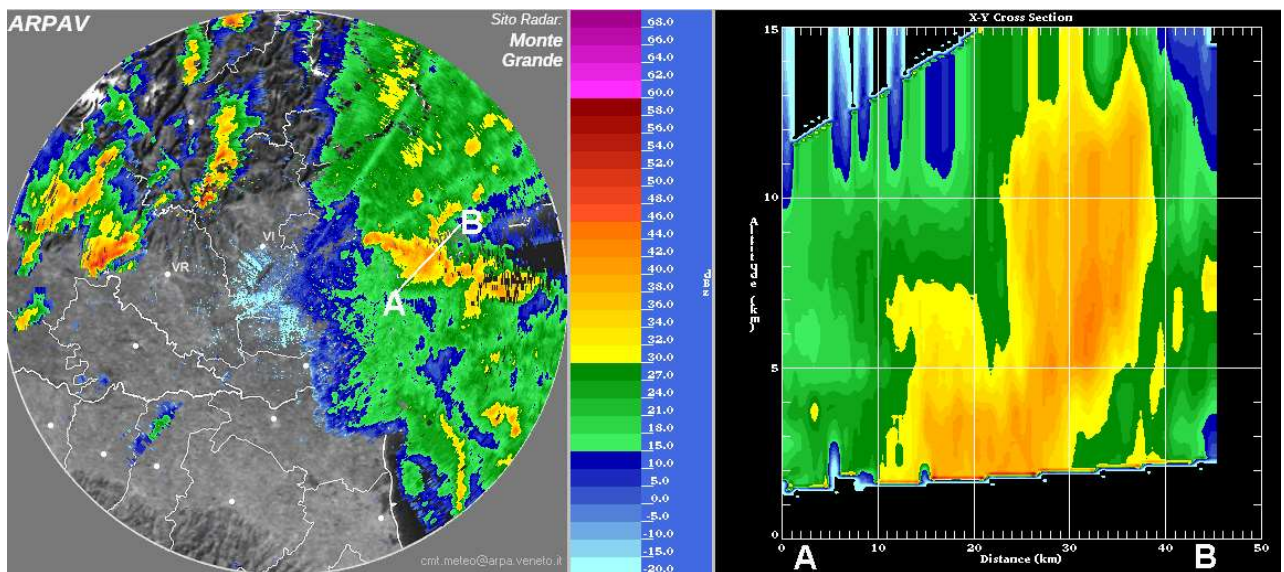 ARPAV
Sito Radar:
Monte
Grande
VI
VR
B
A
cmt.meteo@arpa.veneto.it
68.0
66.0
64.0
62.0
60.0
58.0
56.0
54.0
52.0
50.0
48.0
46.0
44.0
42.0
40.0
38.0
36.0
34.0
32.0
30.0
27.0
24.0
21.0
18.0
15.0
10.0
5.0
0.0
-5.0
-10.0
-15.0
-20.0
dBZ
X-Y Cross Section
15
10
5
0
Altitude (km)
0 10 20 30 40 50
A Distance (km) B